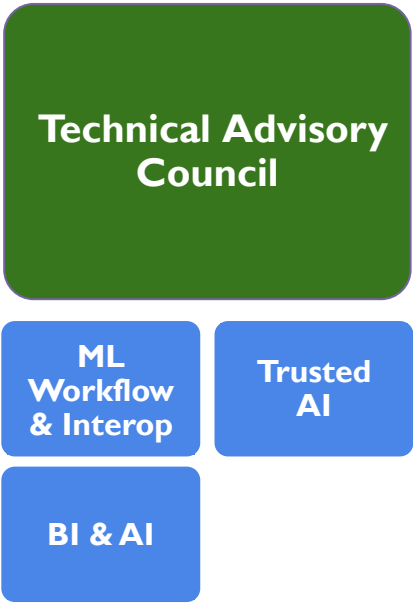 Technical Advisory
Council
ML
Workflow
& Interop
Trusted
AI
BI & AI